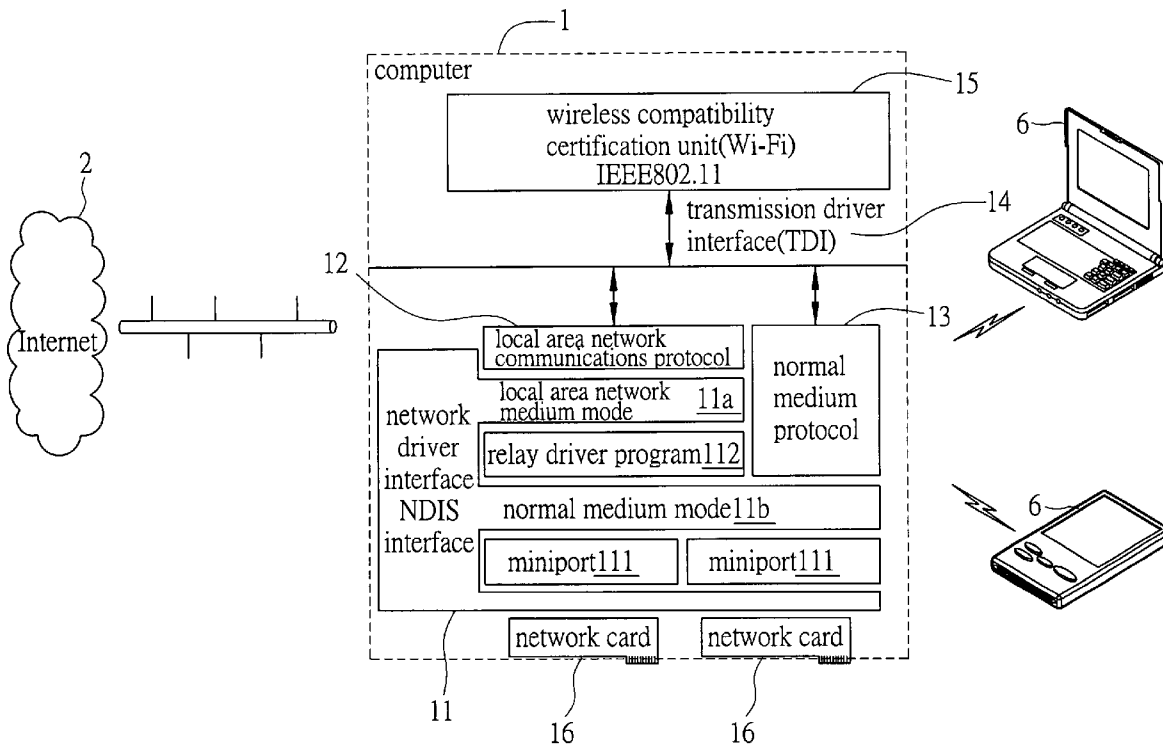 1
computer
15
wireless compatibility
certification unit(Wi-Fi)
IEEE802.11
6
2
transmission driver
interface(TDI)
14
12
13
Internet
local area network
communications protocol
normal
medium
protocol
local area network
medium mode 11a
network
driver
interface
NDIS
interface
relay driver program112
normal medium mode11b
6
miniport111
miniport111
network card
network card
11
16
16